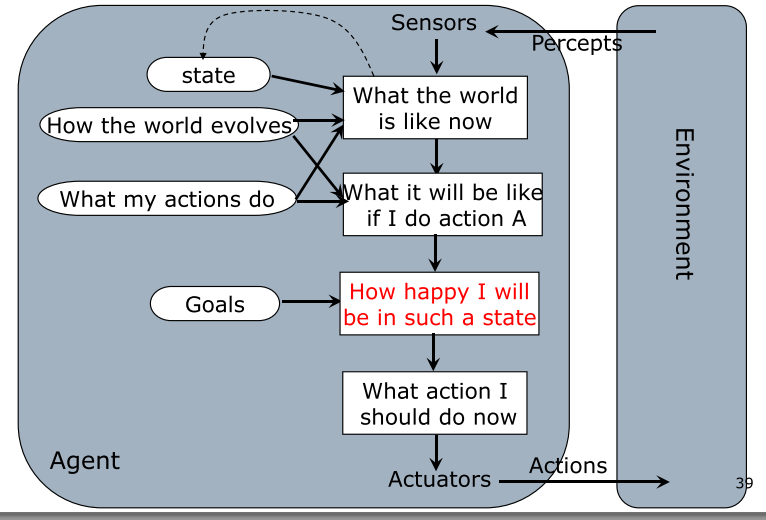 Sensors
Percepts
state
What the world
is like now
How the world evolves
What my actions do
What it will be like
if I do action A
Environment
Goals
How happy I will
be in such a state
What action I
should do now
Agent
Actuators
Actions
39